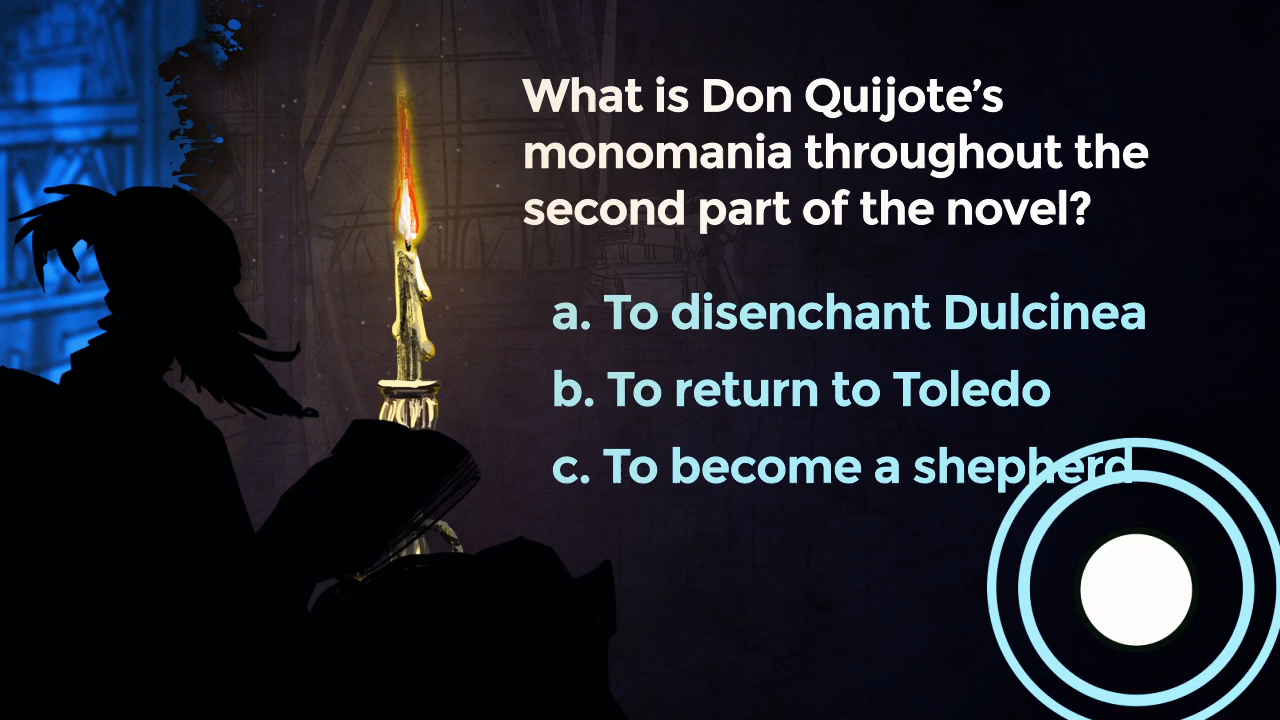 What is Don Quijote’s
monomania throughout the
second part of the novel?
a. To disenchant Dulcinea
b. To return to Toledo
c. To become a shepherd